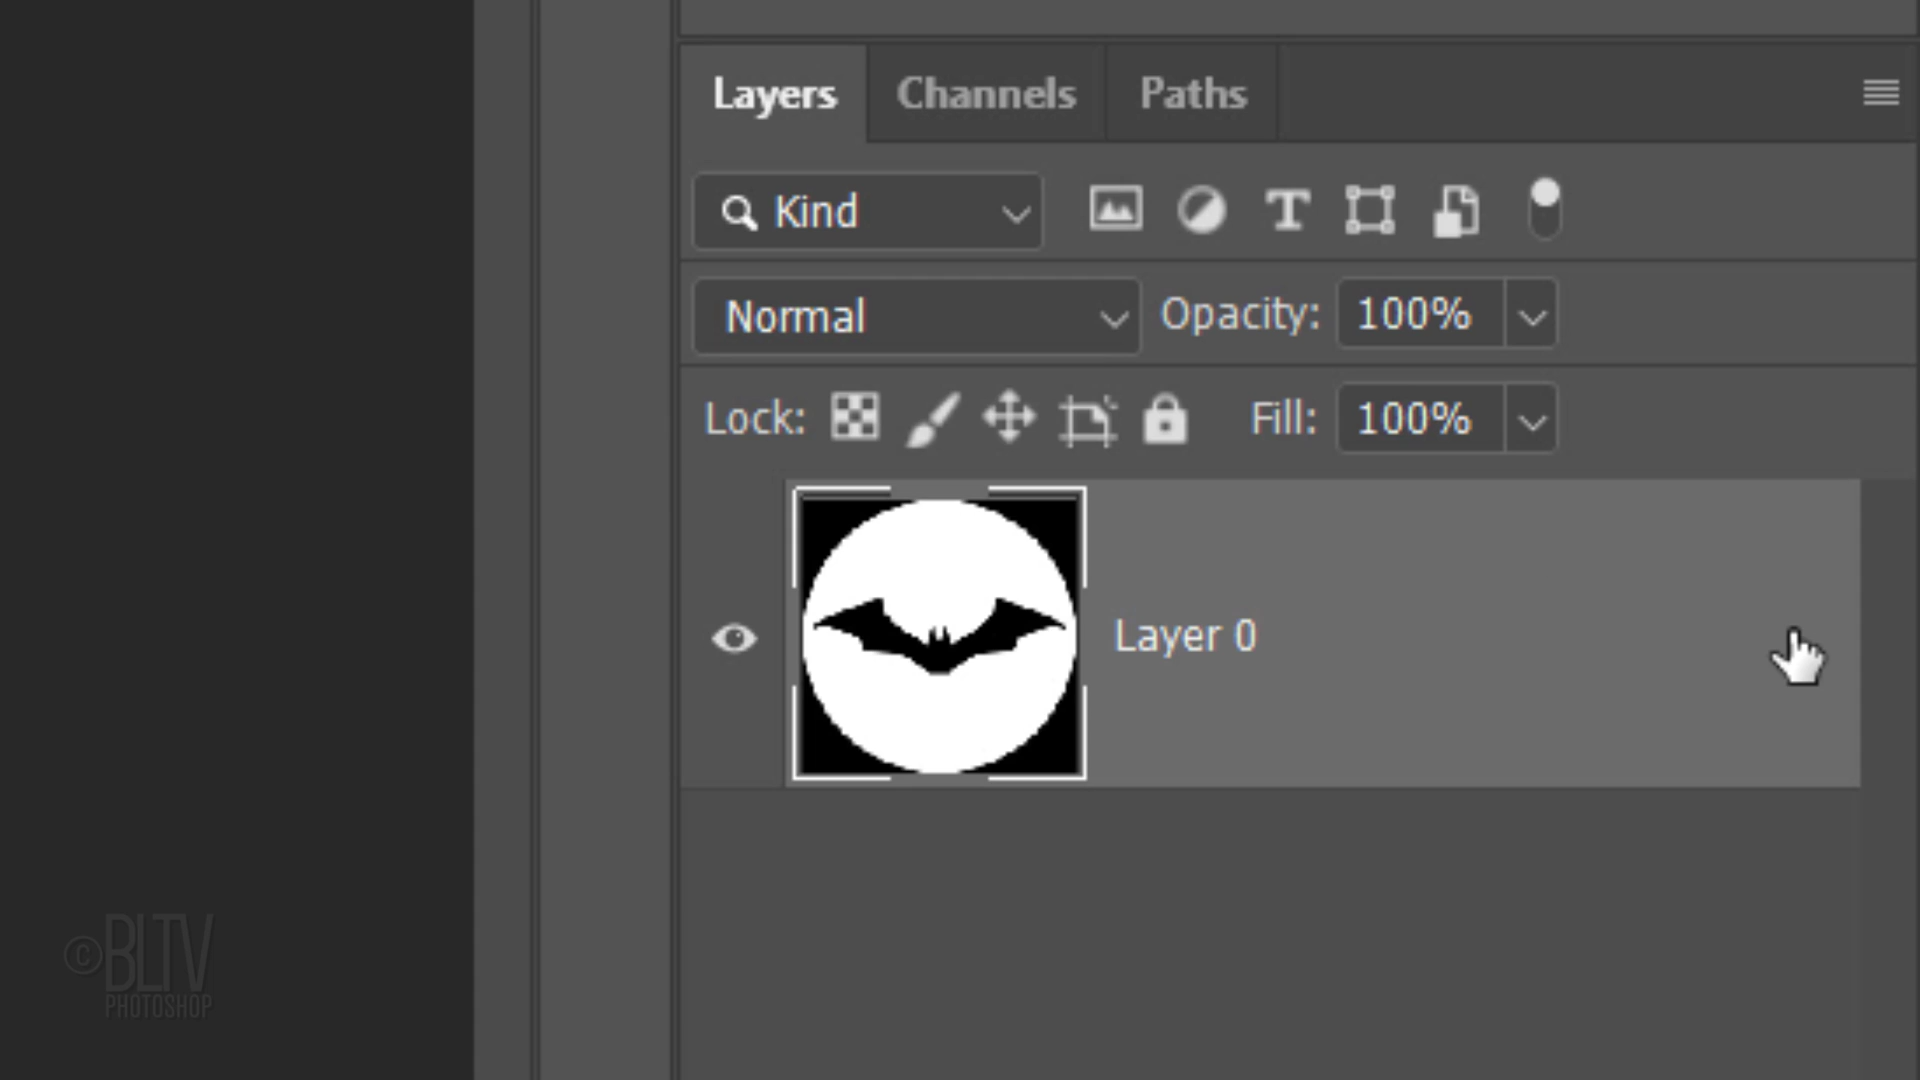 Layers Channels Paths
Kind
Normal Opacity: 100%
Lock: Fill: 100%
Layer 0
©BLTV
PHOTOSHOP